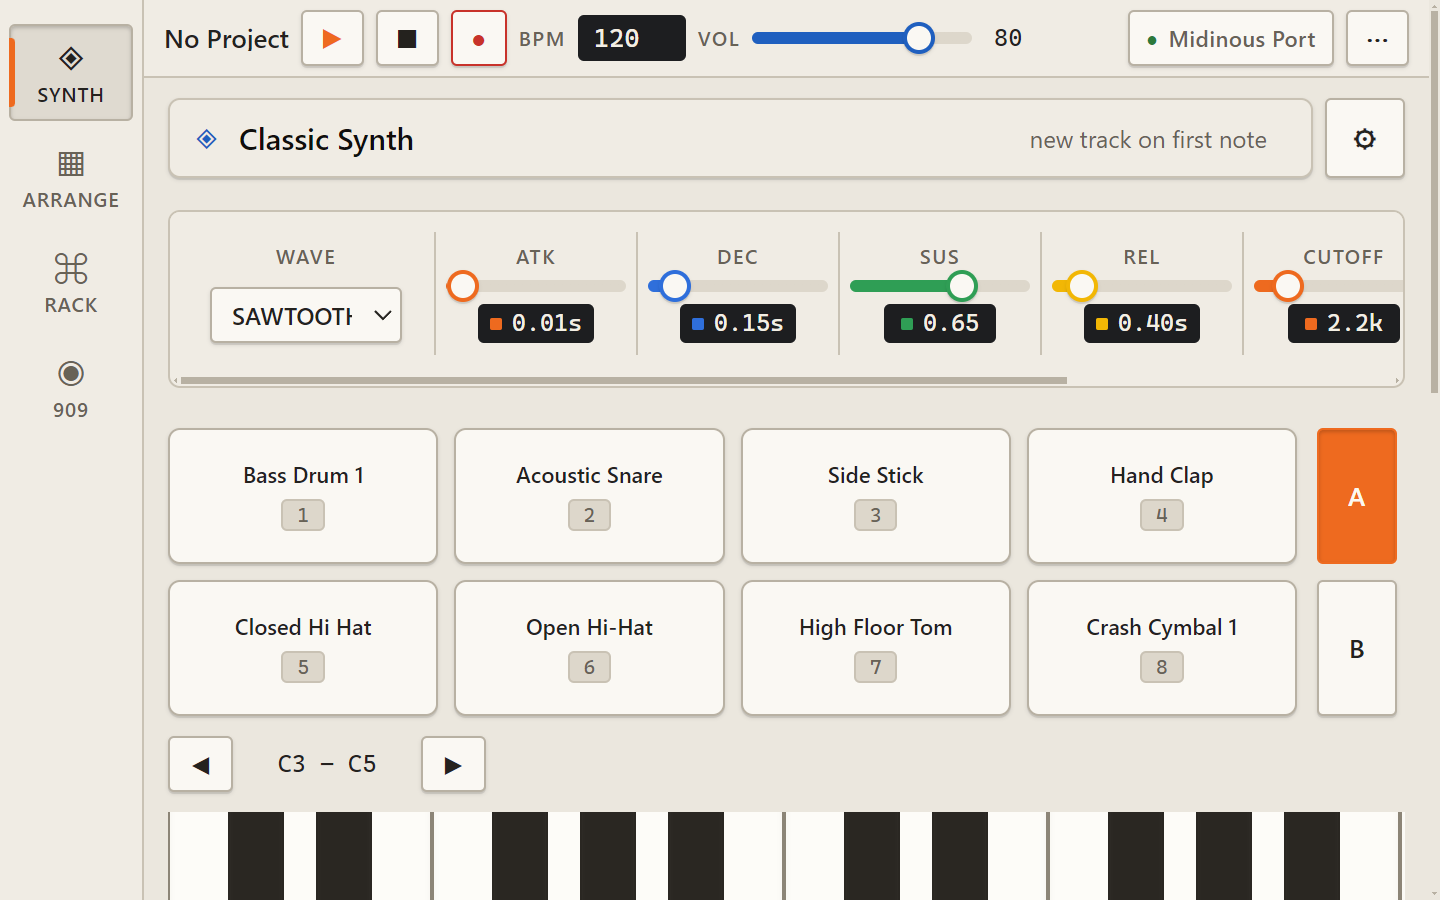 No Project
BPM 120 VOL 80
Midinous Port
...
SYNTH
ARRANGE
RACK
909
Classic Synth
new track on first note
WAVE ATK DEC SUS REL CUTOFF
SAWTOOTH 0.01s 0.15s 0.65 0.40s 2.2k
Bass Drum 1
1
Acoustic Snare
2
Side Stick
3
Hand Clap
4
A
Closed Hi Hat
5
Open Hi-Hat
6
High Floor Tom
7
Crash Cymbal 1
8
B
C3 – C5